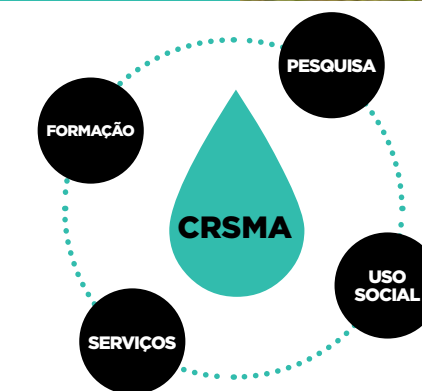 PESQUISA
FORMAÇÃO
CRSMA
USO
SOCIAL
SERVIÇOS